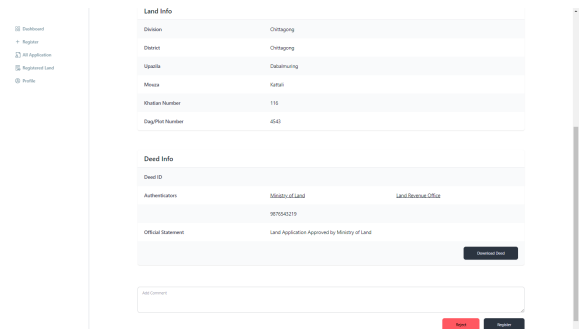 Land Info
Dashboard
Division Chittagong
Register
District Chittagong
All Application
Upazila Dabalmuring
Registered Land
Profile
Mouza Kattali
Khatian Number 116
Dag/Plot Number 4543
Deed Info
Deed ID
Authenticators Ministry of Land Land Revenue Office
9876543219
Official Statement Land Application Approved by Ministry of Land
Download Deed
Add Comment
Reject Register